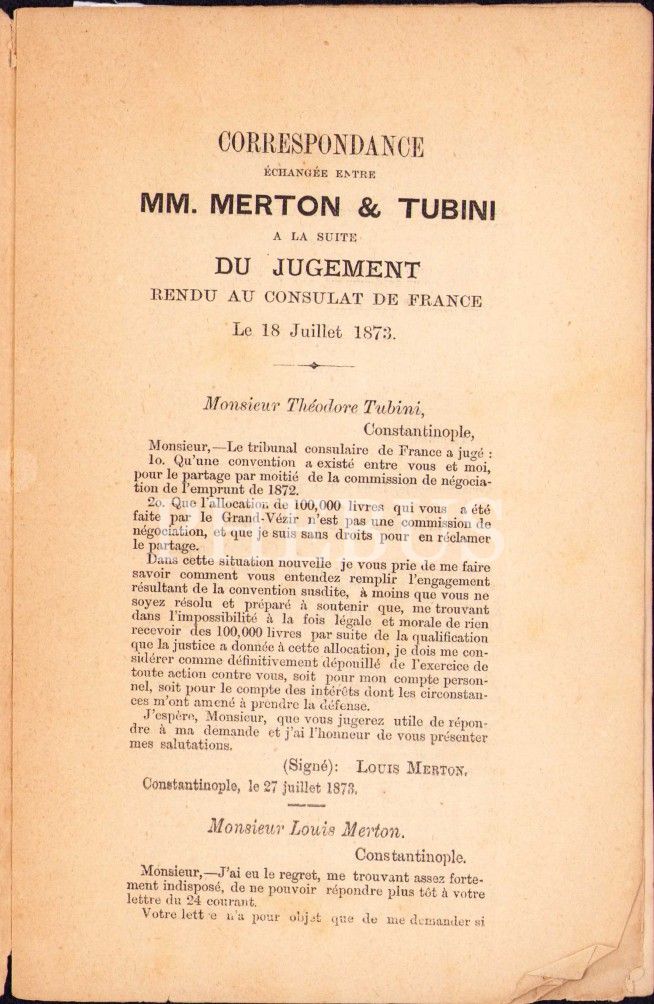 CORRESPONDANCE
ÉCHANGÉE ENTRE
MM. MERTON & TUBINI
A LA SUITE
DU JUGEMENT
RENDU AU CONSULAT DE FRANCE
Le 18 Juillet 1873.
Monsieur Théodore Tubini,
Constantinople,
Monsieur,—Le tribunal consulaire de France a jugé :
1o. Qu'une convention a existé entre vous et moi,
pour le partage par moitié de la commission de négocia-
tion de l'emprunt de 1872.
2o. Que l'allocation de 100,000 livres qui vous a été
faite par le Grand-Vézir n'est pas une commission de
négociation, et que je suis sans droits pour en réclamer
le partage.
Dans cette situation nouvelle je vous prie de me faire
savoir comment vous entendez remplir l'engagement
résultant de la convention susdite, à moins que vous ne
soyez résolu et préparé à soutenir que, me trouvant
dans l'impossibilité à la fois légale et morale de rien
recevoir des 100,000 livres par suite de la qualification
que la justice a donnée à cette allocation, je dois me con-
sidérer comme définitivement dépouillé de l'exercice de
toute action contre vous, soit pour mon compte person-
nel, soit pour le compte des intérêts dont les circonstan-
ces m'ont amené à prendre la défense.
J'espère, Monsieur, que vous jugerez utile de répon-
dre à ma demande et j'ai l'honneur de vous présenter
mes salutations.
(Signé): LOUIS MERTON.
Constantinople, le 27 juillet 1873.
Monsieur Louis Merton.
Constantinople.
Monsieur,—J'ai eu le regret, me trouvant assez forte-
ment indisposé, de ne pouvoir répondre plus tôt à votre
lettre du 24 courant.
Votre lett e n'a pour objet que de me demander si